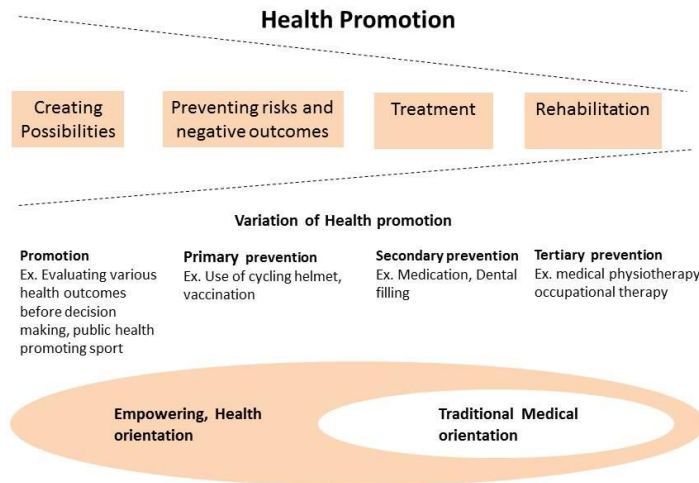 Health Promotion
Creating
Possibilities
Preventing risks and
negative outcomes
Treatment
Rehabilitation
Variation of Health promotion
Promotion
Ex. Evaluating various
health outcomes
before decision
making, public health
promoting sport
Primary prevention
Ex. Use of cycling helmet,
vaccination
Secondary prevention
Ex. Medication, Dental
filling
Tertiary prevention
Ex. medical physiotherapy
occupational therapy
Empowering, Health
orientation
Traditional Medical
orientation